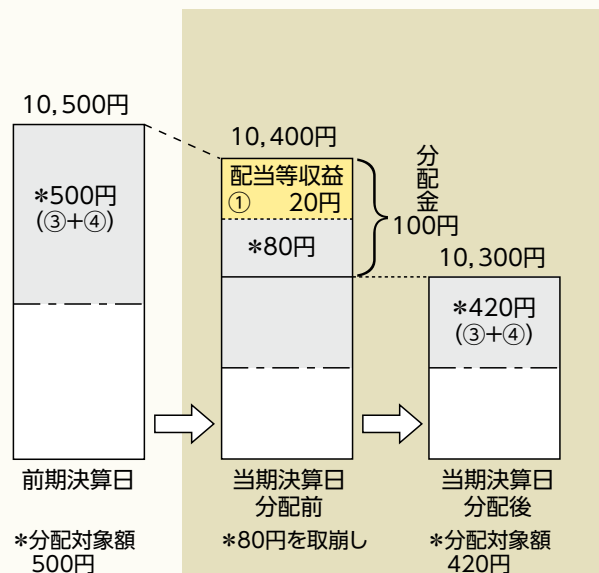 10,500円
*500円
(③+④)
前期決算日
*分配対象額
500円
10,400円
配当等収益
① 20円
*80円
分配金
100円
当期決算日
分配前
*80円を取崩し
10,300円
*420円
(③+④)
当期決算日
分配後
*分配対象額
420円